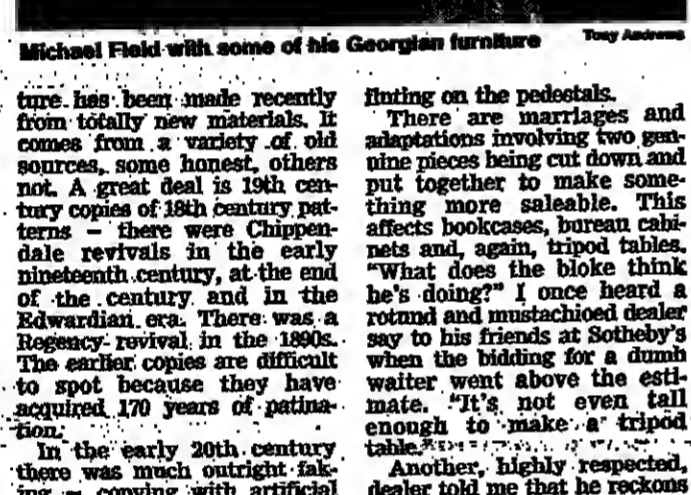 Michael Field with some of his Georgian furniture
Tony Andrews
ture has been made recently
from totally new materials. It
comes from a variety of old
sources, some honest, others
not. A great deal is 19th cen-
tury copies of 18th century pat-
terns – there were Chippen-
dale revivals in the early
nineteenth century, at the end
of the century and in the
Edwardian era. There was a
Regency revival in the 1890s.
The earlier copies are difficult
to spot because they have
acquired 170 years of patina-
tion.
In the early 20th century
there was much outright fak-
ing – copying with artificial
fluting on the pedestals.
There are marriages and
adaptations involving two gen-
uine pieces being cut down and
put together to make some-
thing more saleable. This
affects bookcases, bureau cabi-
nets and, again, tripod tables.
"What does the bloke think
he's doing?" I once heard a
rotund and mustachioed dealer
say to his friends at Sotheby's
when the bidding for a dumb
waiter went above the esti-
mate. "It's not even tall
enough to make a tripod
table."
Another, highly respected,
dealer told me that he reckons